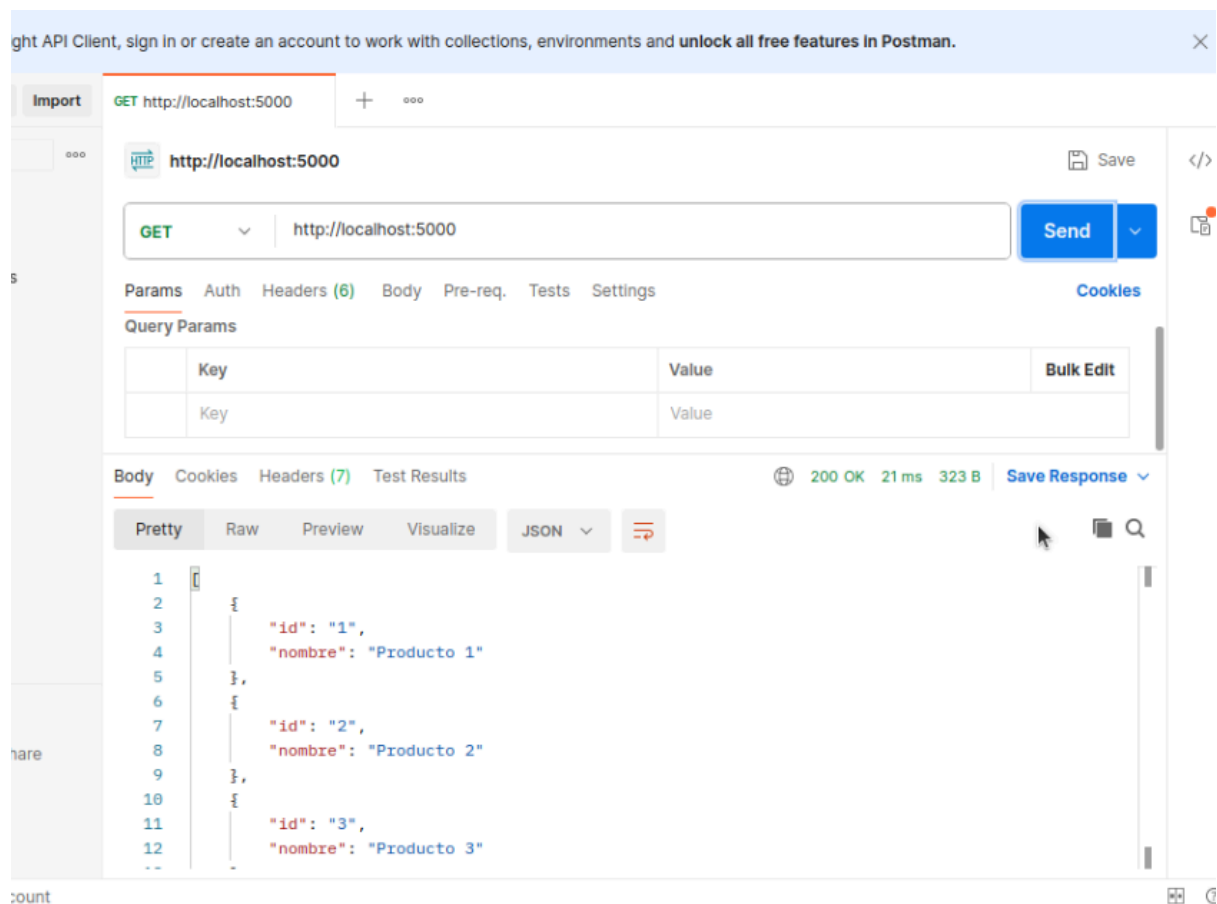 ght API Client, sign in or create an account to work with collections, environments and unlock all free features in Postman.
Import
GET http://localhost:5000
HTTP http://localhost:5000
Save
GET
http://localhost:5000
Send
s
Params Auth Headers (6) Body Pre-req. Tests Settings Cookies
Query Params
Key Value Bulk Edit
Key Value
Body Cookies Headers (7) Test Results 200 OK 21 ms 323 B Save Response
Pretty Raw Preview Visualize JSON
1 [
2 {
3 "id": "1",
4 "nombre": "Producto 1"
5 },
6 {
7 "id": "2",
8 "nombre": "Producto 2"
9 },
10 {
11 "id": "3",
12 "nombre": "Producto 3"
hare
count